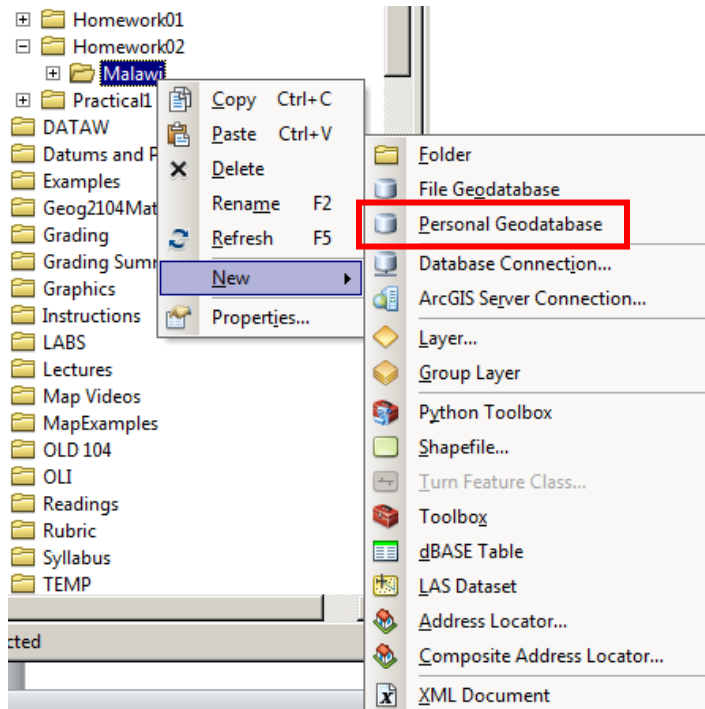 Homework01
Homework02
Malawi
Practical1
DATAW
Datums and P
Examples
Geog2104Mat
Grading
Grading Summ
Graphics
Instructions
LABS
Lectures
Map Videos
MapExamples
OLD 104
OLI
Readings
Rubric
Syllabus
TEMP
cted
Copy Ctrl+C
Paste Ctrl+V
Delete
Rename F2
Refresh F5
New
Properties...
Folder
File Geodatabase
Personal Geodatabase
Database Connection...
ArcGIS Server Connection...
Layer...
Group Layer
Python Toolbox
Shapefile...
Turn Feature Class...
Toolbox
dBASE Table
LAS Dataset
Address Locator...
Composite Address Locator...
XML Document